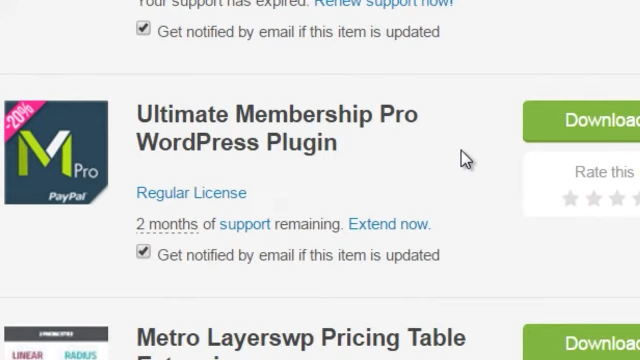 Your support has expired. Renew support now!
Get notified by email if this item is updated
-20%
M Pro
PayPal
Ultimate Membership Pro
WordPress Plugin
Download
Rate this
Regular License
2 months of support remaining. Extend now.
Get notified by email if this item is updated
LINEAR RADIUS
Metro Layerswp Pricing Table
Download